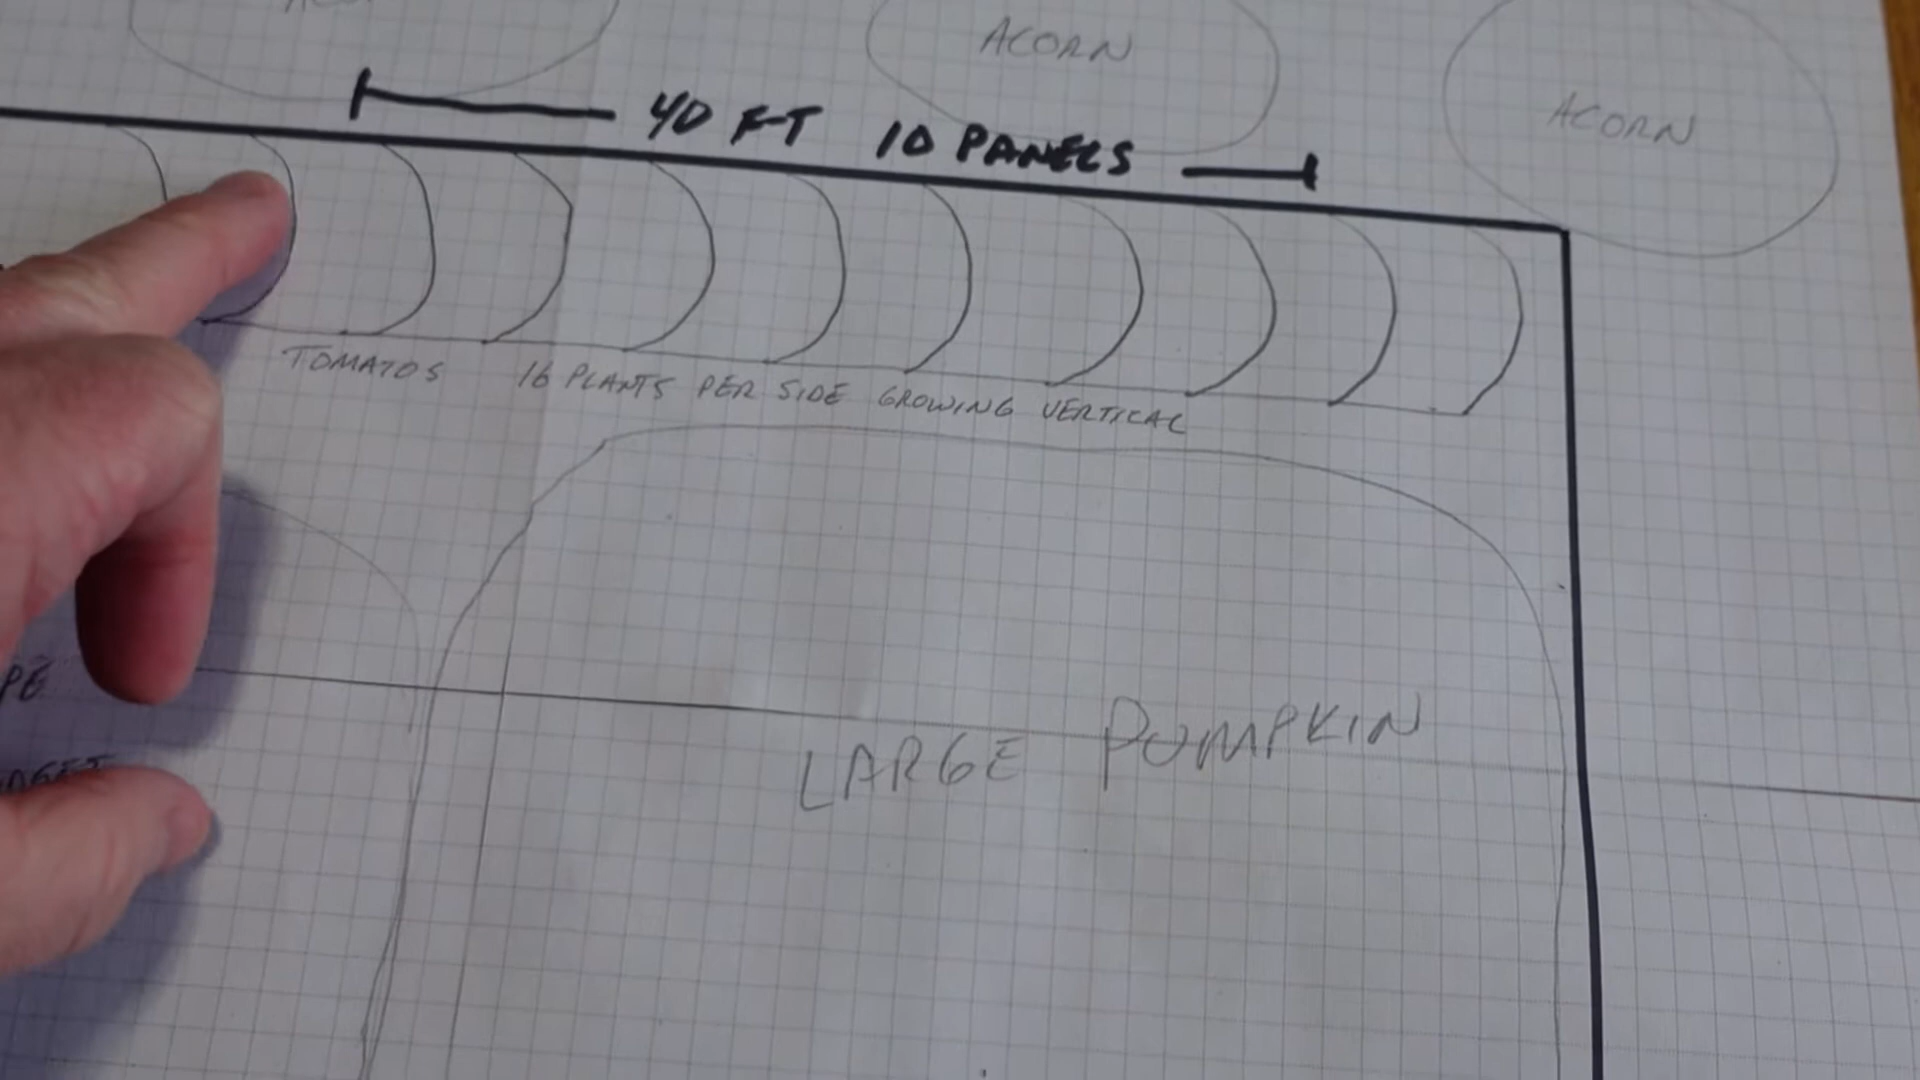 ACORN
ACORN
40 FT 10 PANELS
TOMATOS 16 PLANTS PER SIDE GROWING VERTICAL
LARGE PUMPKIN